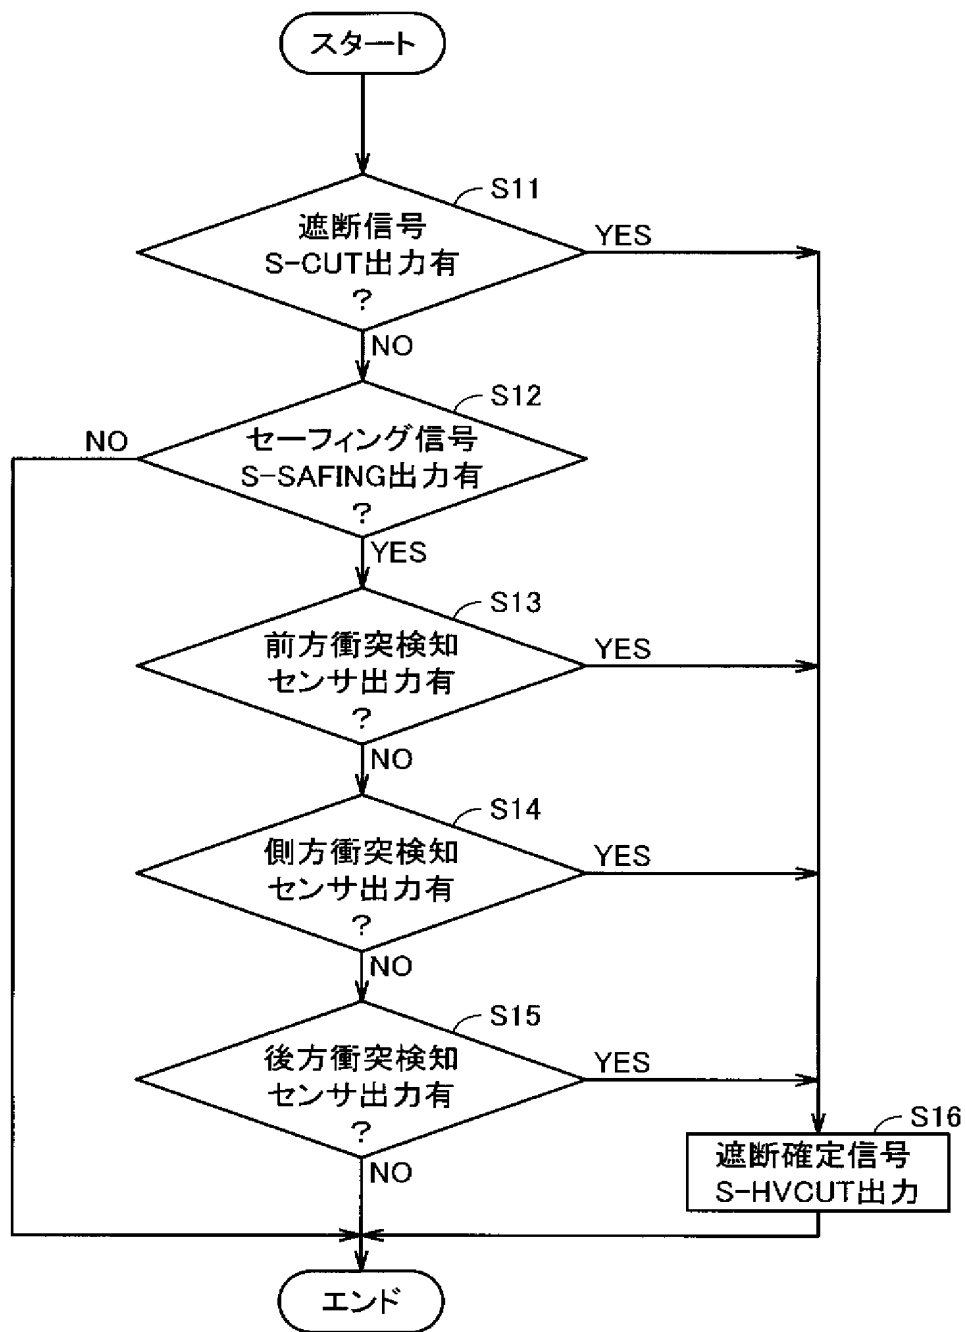 スタート
S11
遮断信号
S-CUT出力有
?
YES
NO
S12
セーフィング信号
S-SAFING出力有
?
NO
YES
S13
前方衝突検知
センサ出力有
?
YES
NO
S14
側方衝突検知
センサ出力有
?
YES
NO
S15
後方衝突検知
センサ出力有
?
YES
NO
S16
遮断確定信号
S-HVCUT出力
エンド